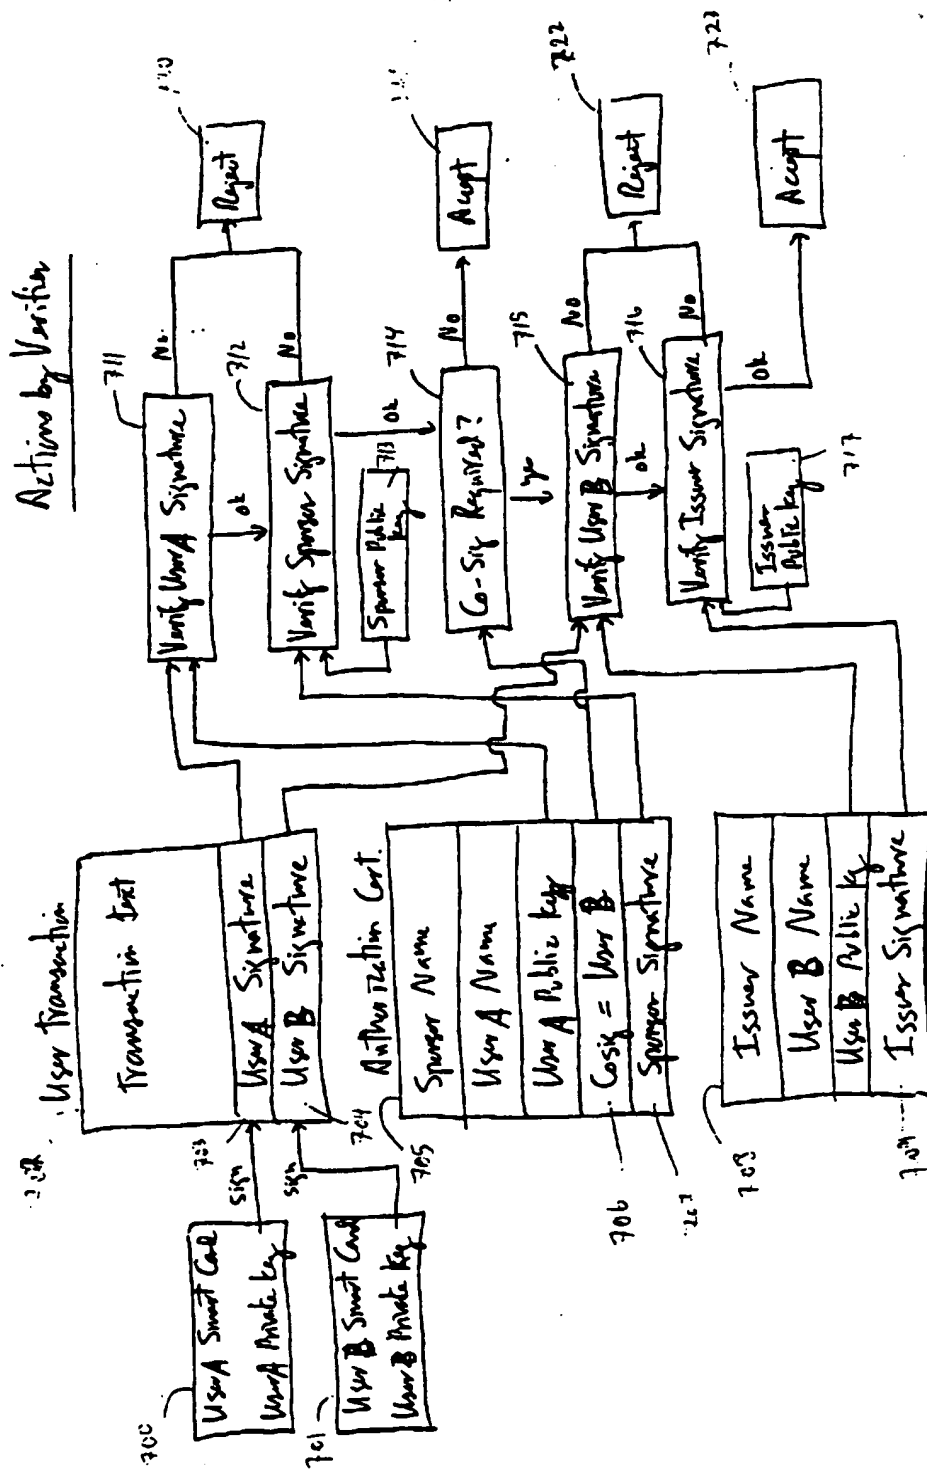 Actions by Verifier
User Transaction
Transaction text
User A Signature
User B Signature
703
704
700
User A Smart Card
User A Private key
sign
701
User B Smart Card
User B Private key
sign
Authorization Cert.
705
Sponsor Name
User A Name
User A Public key
Cosig = User B
706
Sponsor Signature
708
Issuer Name
User B Name
User B Public key
Issuer Signature
709
711
Verify User A Signature
No
ok
712
Verify Sponsor Signature
No
ok
713
Sponsor Public
key
714
Co-Sig Required?
No
yes
715
Verify User B Signature
No
ok
716
Verify Issuer Signature
No
ok
Issuer
Public key
717
Reject
Accept
722
Reject
723
Accept